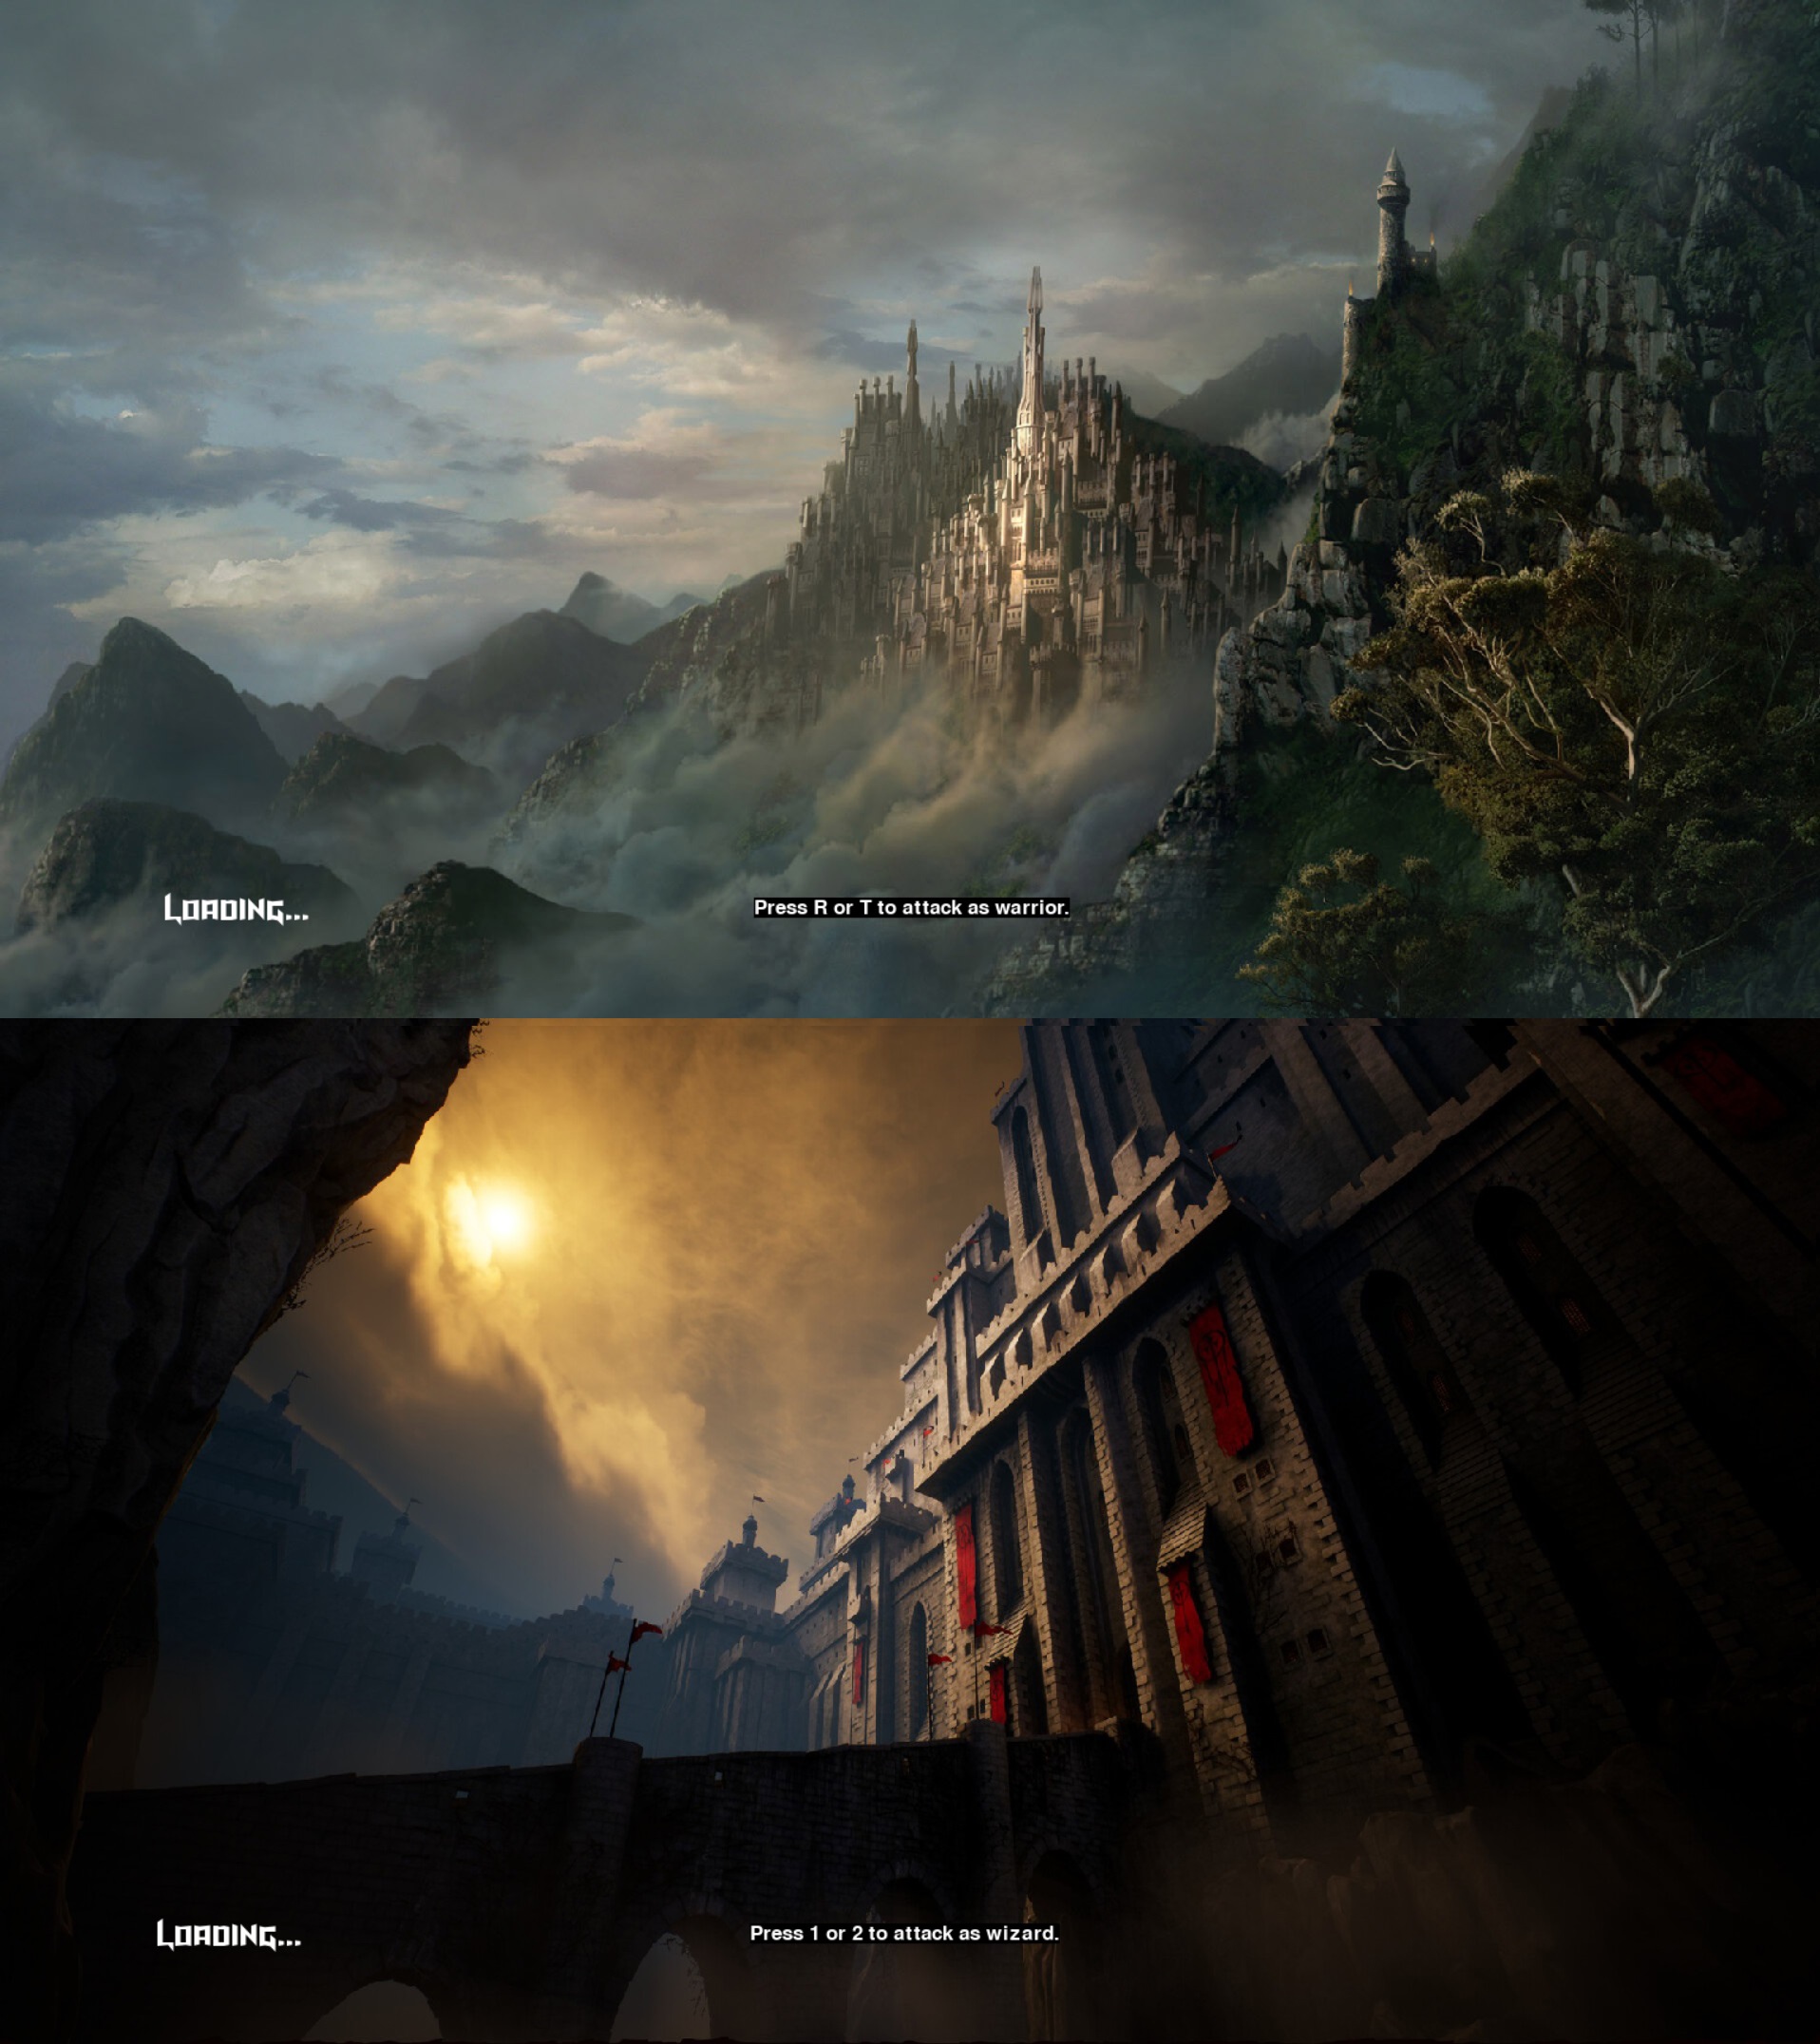 LOADING...
Press R or T to attack as warrior.
LOADING...
Press 1 or 2 to attack as wizard.